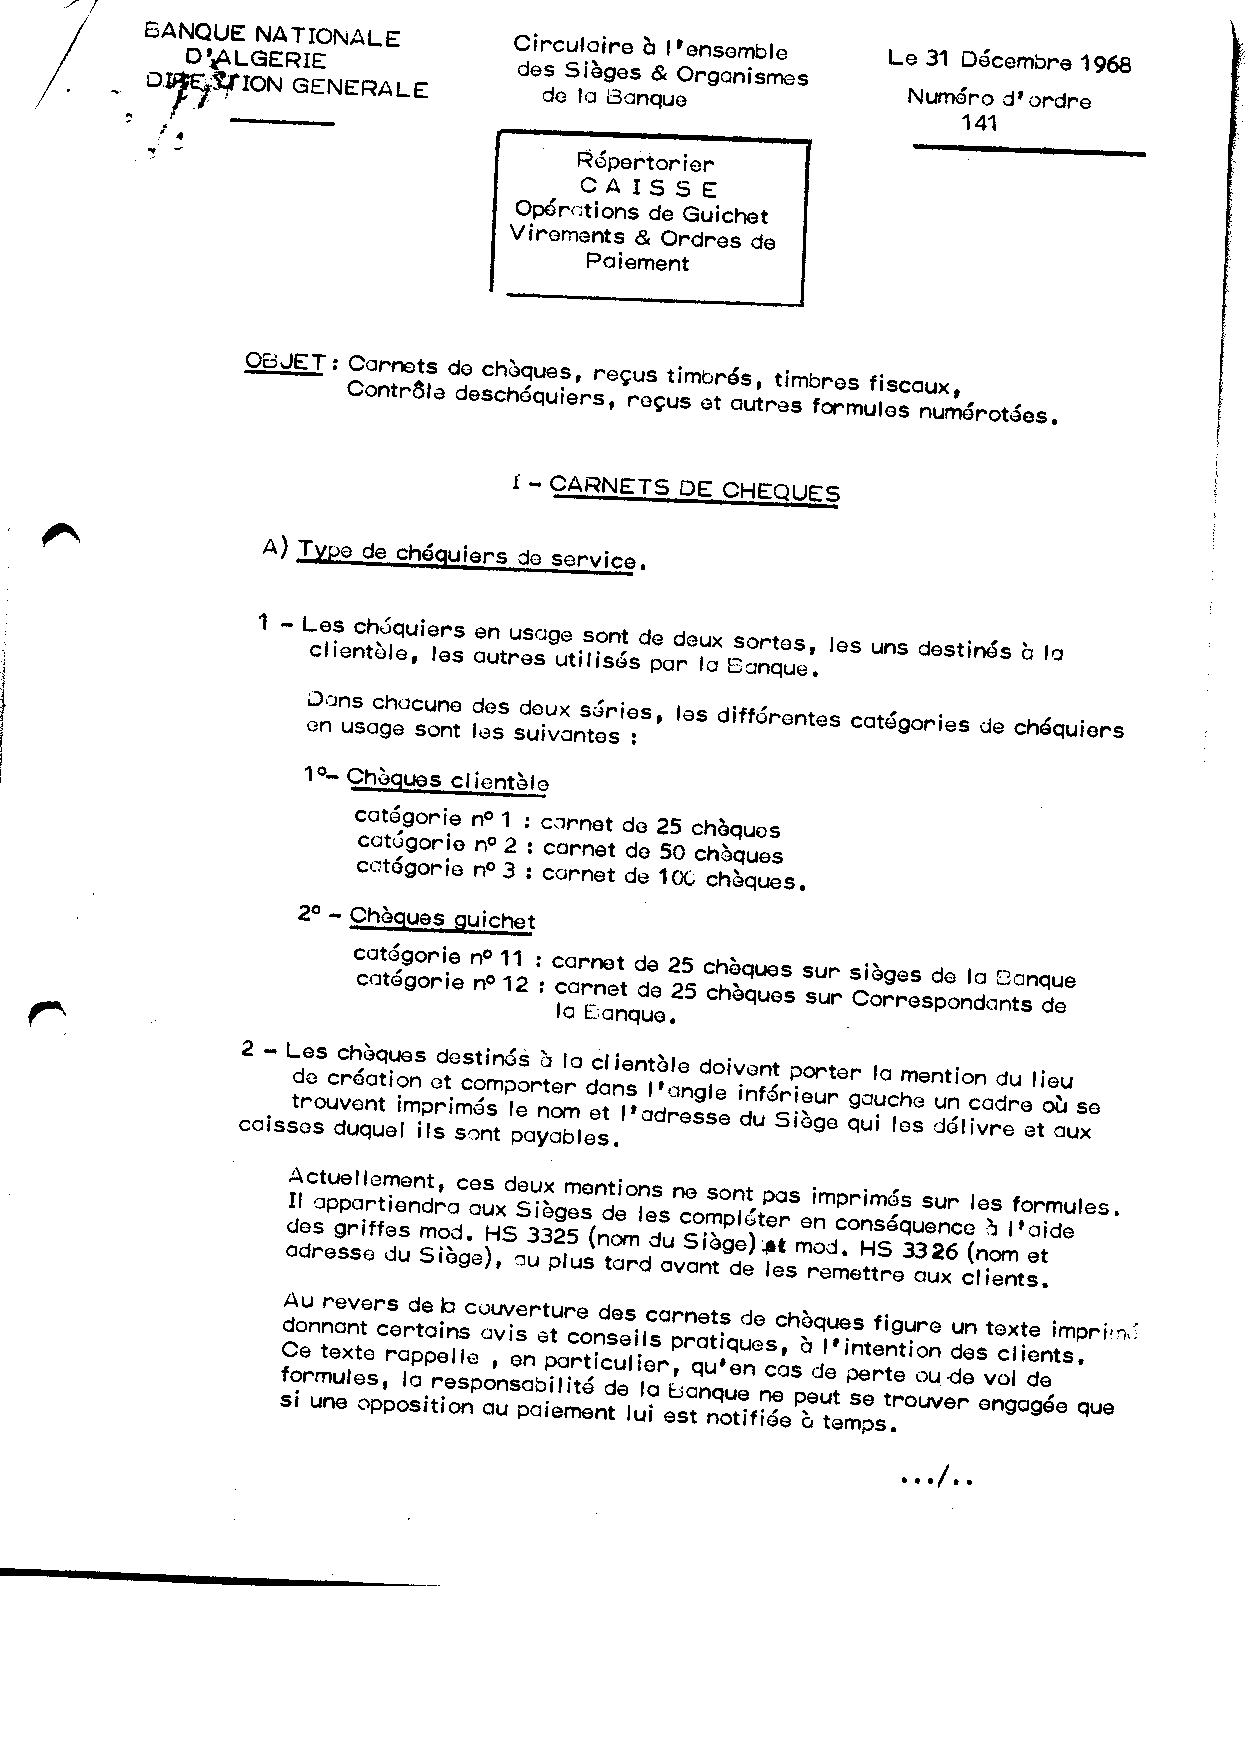 BANQUE NATIONALE
D'ALGERIE
DIRECTION GENERALE
Circulaire à l'ensemble
des Sièges & Organismes
de la Banque
Le 31 Décembre 1968
Numéro d'ordre
141
Répertorier
C A I S S E
Opérations de Guichet
Virements & Ordres de
Paiement
OBJET : Carnets de chèques, reçus timbrés, timbres fiscaux,
Contrôle deschéquiers, reçus et autres formules numérotées.
I - CARNETS DE CHEQUES
A) Type de chéquiers de service.
1 - Les chéquiers en usage sont de deux sortes, les uns destinés à la
clientèle, les autres utilisés par la Banque.
Dans chacune des deux séries, les différentes catégories de chéquiers
en usage sont les suivantes :
1º- Chèques clientèle
catégorie nº 1 : carnet de 25 chèques
catégorie nº 2 : carnet de 50 chèques
catégorie nº 3 : carnet de 100 chèques.
2º - Chèques guichet
catégorie nº 11 : carnet de 25 chèques sur sièges de la Banque
catégorie nº 12 : carnet de 25 chèques sur Correspondants de
la Banque.
2 - Les chèques destinés à la clientèle doivent porter la mention du lieu
de création et comporter dans l'angle inférieur gauche un cadre où se
trouvent imprimés le nom et l'adresse du Siège qui les délivre et aux
caisses duquel ils sont payables.
Actuellement, ces deux mentions ne sont pas imprimés sur les formules.
Il appartiendra aux Sièges de les compléter en conséquence à l'aide
des griffes mod. HS 3325 (nom du Siège) et mod. HS 3326 (nom et
adresse du Siège), au plus tard avant de les remettre aux clients.
Au revers de la couverture des carnets de chèques figure un texte imprimé
donnant certains avis et conseils pratiques, à l'intention des clients.
Ce texte rappelle , en particulier, qu'en cas de perte ou de vol de
formules, la responsabilité de la Banque ne peut se trouver engagée que
si une opposition au paiement lui est notifiée à temps.
.../..